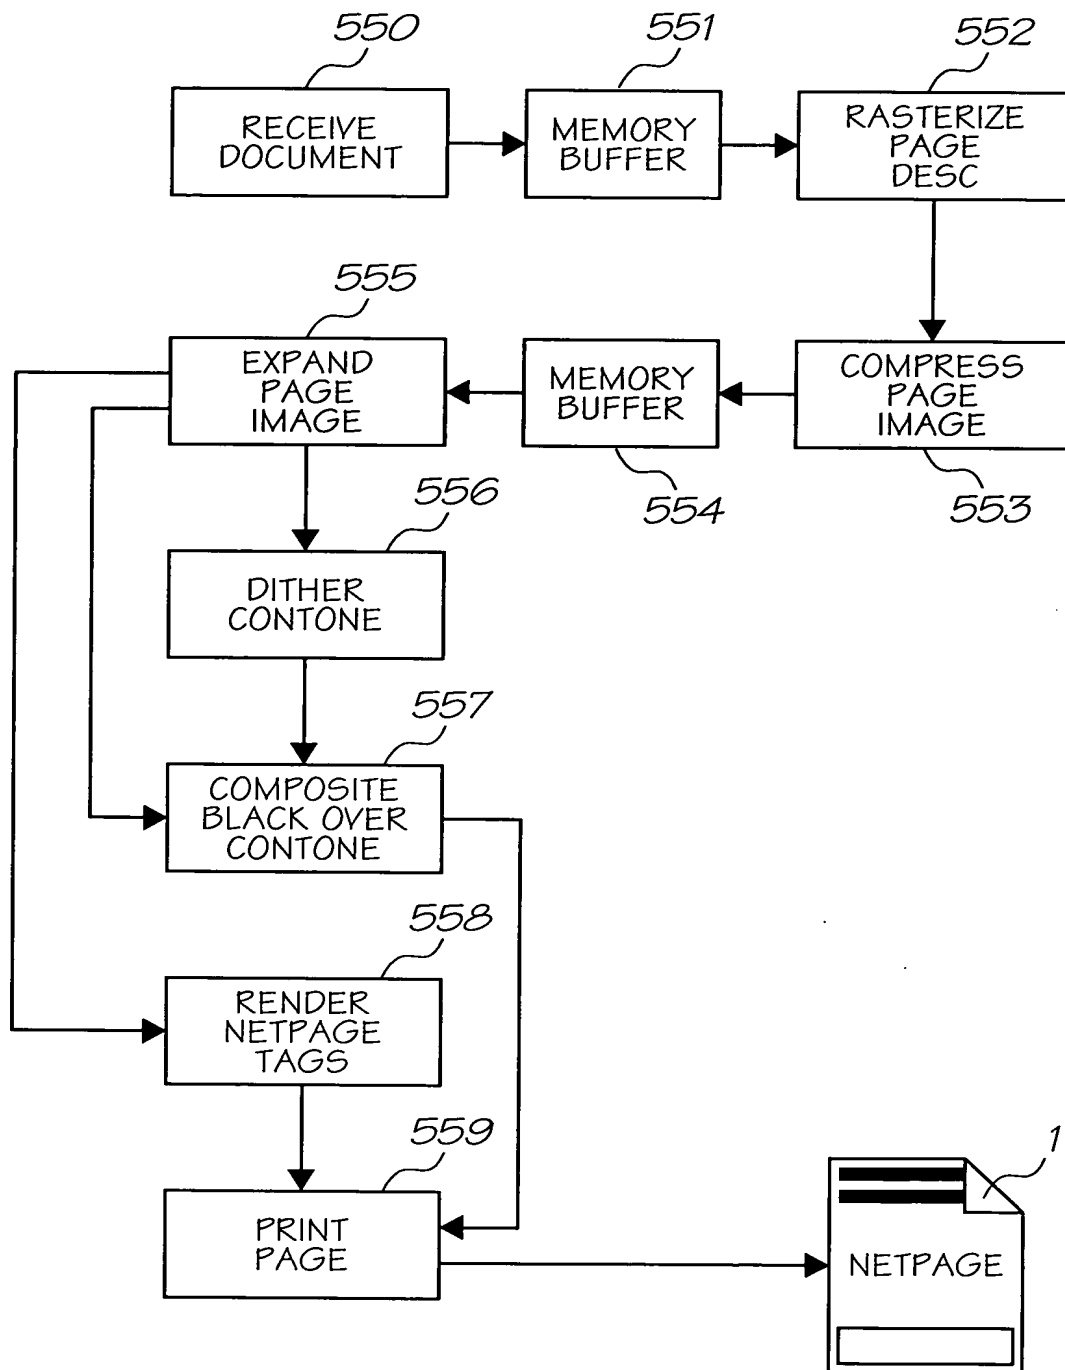 550
RECEIVE
DOCUMENT
551
MEMORY
BUFFER
552
RASTERIZE
PAGE
DESC
555
EXPAND
PAGE
IMAGE
MEMORY
BUFFER
554
COMPRESS
PAGE
IMAGE
553
556
DITHER
CONTONE
557
COMPOSITE
BLACK OVER
CONTONE
558
RENDER
NETPAGE
TAGS
559
PRINT
PAGE
1
NETPAGE